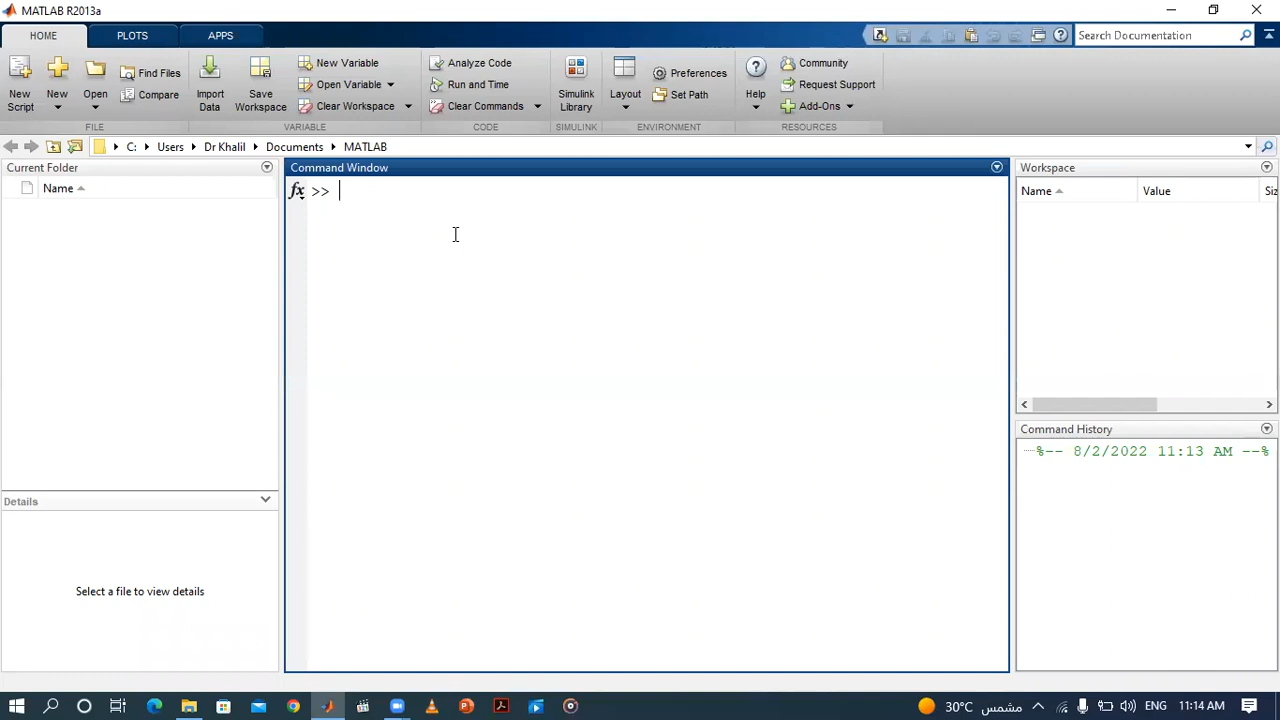 MATLAB R2013a
HOME
PLOTS
APPS
Search Documentation
New Script
New
Open
Find Files
Compare
Import Data
Save Workspace
New Variable
Open Variable
Clear Workspace
Analyze Code
Run and Time
Clear Commands
Simulink Library
Layout
Preferences
Set Path
Help
Community
Request Support
Add-Ons
FILE
VARIABLE
CODE
SIMULINK
ENVIRONMENT
RESOURCES
C: Users Dr Khalil Documents MATLAB
Current Folder
Name
Command Window
fx >>
Workspace
Name Value Siz
Command History
%-- 8/2/2022 11:13 AM --%
Details
Select a file to view details
30°C مشمس
ENG
11:14 AM